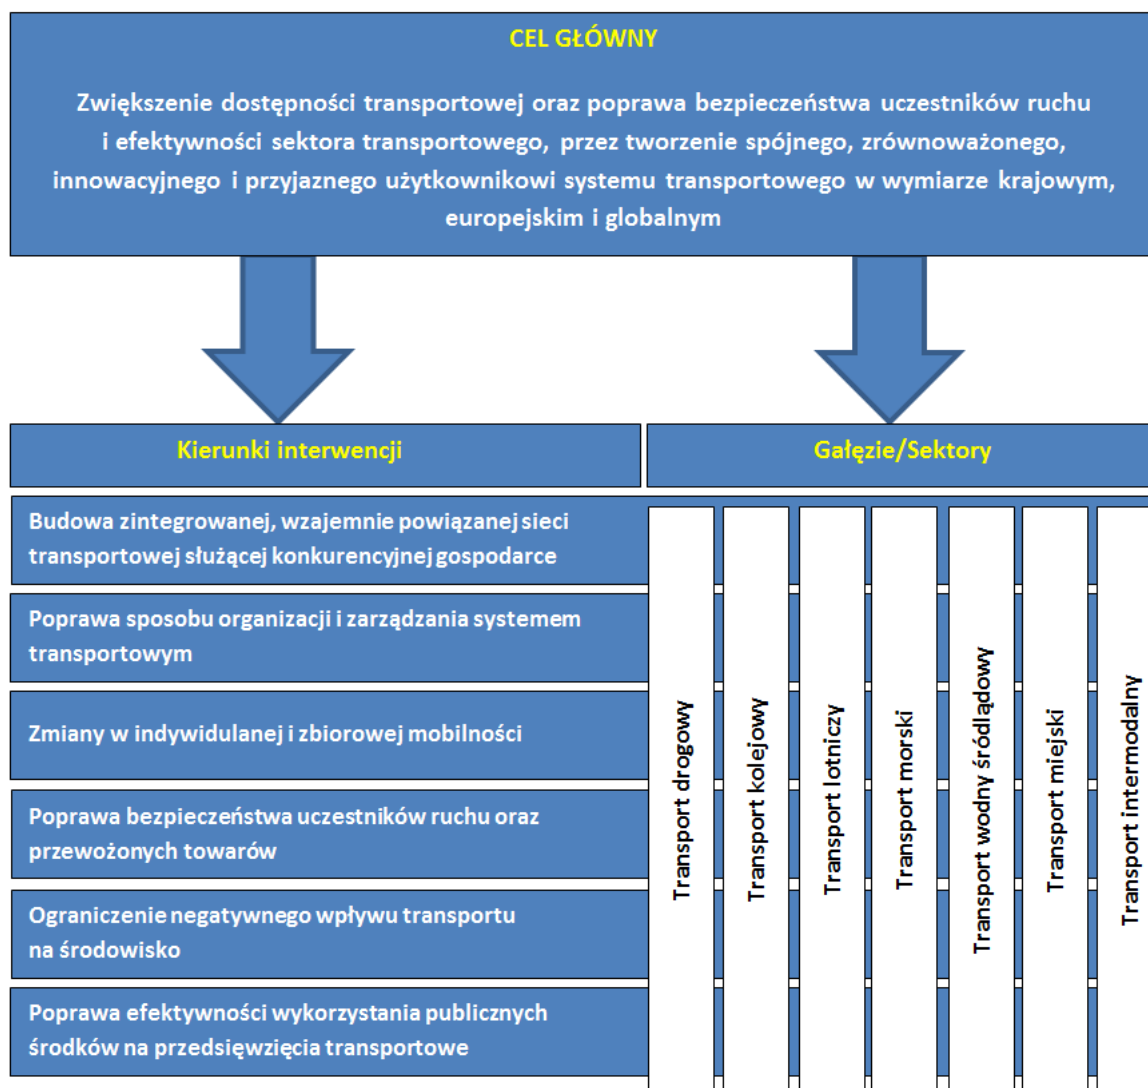 CEL GŁÓWNY
Zwiększenie dostępności transportowej oraz poprawa bezpieczeństwa uczestników ruchu
i efektywności sektora transportowego, przez tworzenie spójnego, zrównoważonego,
innowacyjnego i przyjaznego użytkownikowi systemu transportowego w wymiarze krajowym,
europejskim i globalnym
Kierunki interwencji
Gałęzie/Sektory
Budowa zintegrowanej, wzajemnie powiązanej sieci
transportowej służącej konkurencyjnej gospodarce
Poprawa sposobu organizacji i zarządzania systemem
transportowym
Zmiany w indywidulanej i zbiorowej mobilności
Poprawa bezpieczeństwa uczestników ruchu oraz
przewożonych towarów
Ograniczenie negatywnego wpływu transportu
na środowisko
Poprawa efektywności wykorzystania publicznych
środków na przedsięwzięcia transportowe
Transport drogowy
Transport kolejowy
Transport lotniczy
Transport morski
Transport wodny śródlądowy
Transport miejski
Transport intermodalny